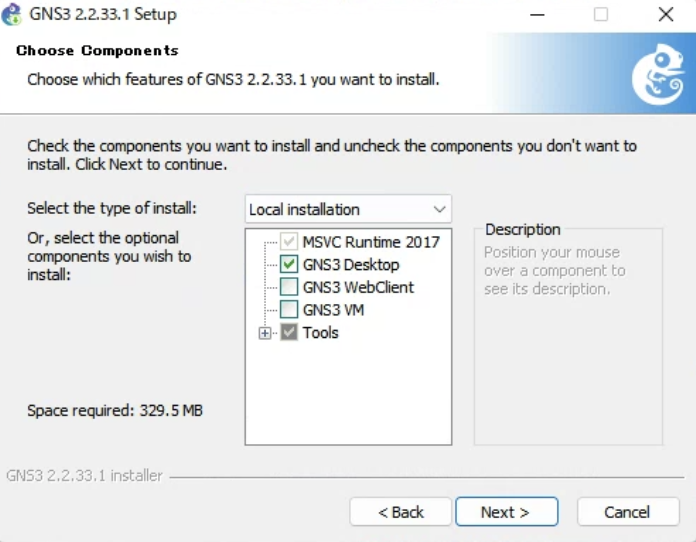 GNS3 2.2.33.1 Setup
Choose Components
Choose which features of GNS3 2.2.33.1 you want to install.
Check the components you want to install and uncheck the components you don't want to
install. Click Next to continue.
Select the type of install:
Local installation
Or, select the optional
components you wish to
install:
MSVC Runtime 2017
GNS3 Desktop
GNS3 WebClient
GNS3 VM
Tools
Description
Position your mouse
over a component to
see its description.
Space required: 329.5 MB
GNS3 2.2.33.1 installer
< Back
Next >
Cancel